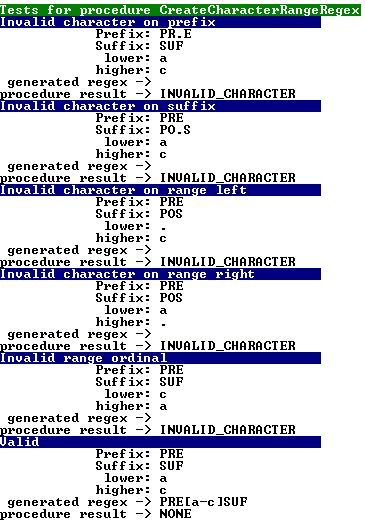 Tests for procedure CreateCharacterRangeRegex
Invalid character on prefix
Prefix: PR.E
Suffix: SUF
lower: a
higher: c
generated regex ->
procedure result -> INVALID_CHARACTER
Invalid character on suffix
Prefix: PRE
Suffix: PO.S
lower: a
higher: c
generated regex ->
procedure result -> INVALID_CHARACTER
Invalid character on range left
Prefix: PRE
Suffix: POS
lower: .
higher: c
generated regex ->
procedure result -> INVALID_CHARACTER
Invalid character on range right
Prefix: PRE
Suffix: POS
lower: a
higher: .
generated regex ->
procedure result -> INVALID_CHARACTER
Invalid range ordinal
Prefix: PRE
Suffix: SUF
lower: c
higher: a
generated regex ->
procedure result -> INVALID_CHARACTER
Valid
Prefix: PRE
Suffix: SUF
lower: a
higher: c
generated regex -> PRE[a-c]SUF
procedure result -> NONE